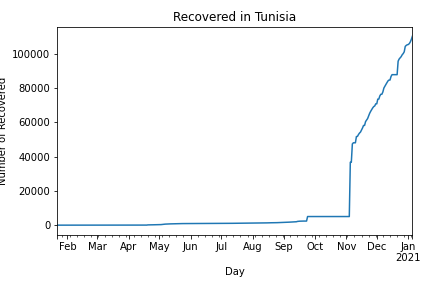 Recovered in Tunisia
Number of Recovered
100000
80000
60000
40000
20000
0
Feb Mar Apr May Jun Jul Aug Sep Oct Nov Dec Jan
2021
Day